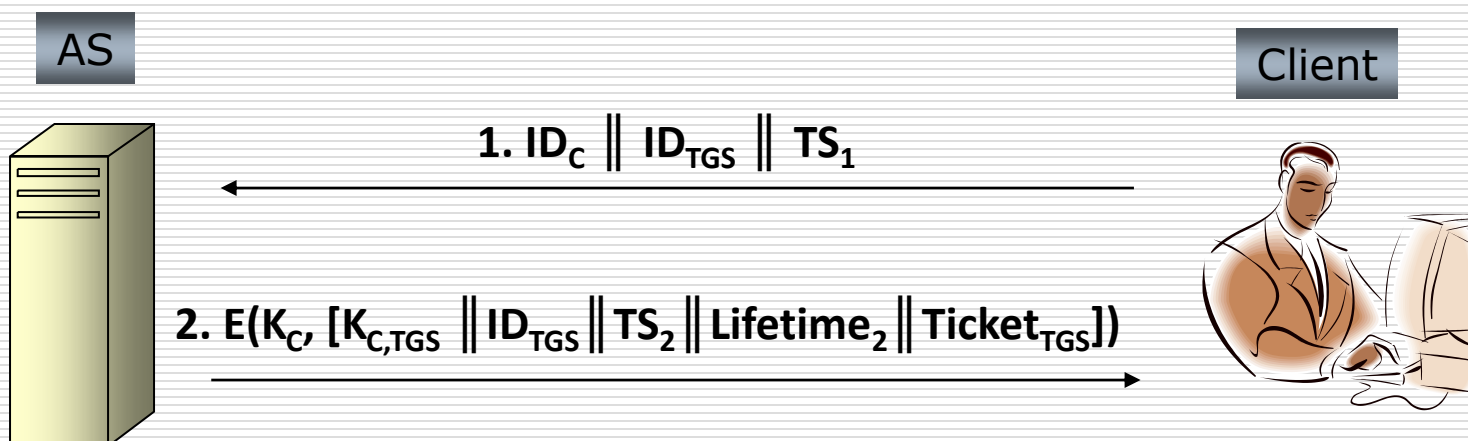 AS
Client
1. ID_C ‖ ID_TGS ‖ TS_1
2. E(K_C, [K_C,TGS ‖ ID_TGS ‖ TS_2 ‖ Lifetime_2 ‖ Ticket_TGS])